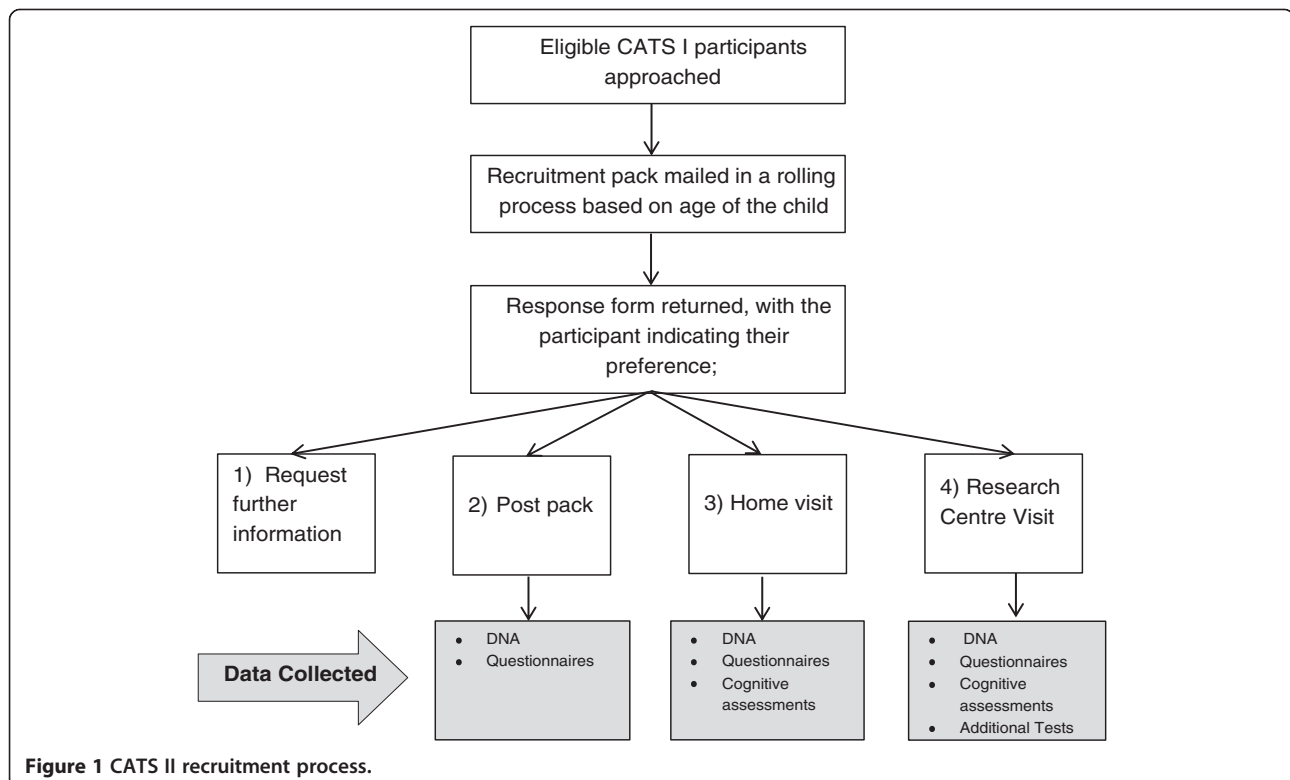 Eligible CATS I participants
approached
Recruitment pack mailed in a rolling
process based on age of the child
Response form returned, with the
participant indicating their
preference;
1) Request
further
information
2) Post pack
3) Home visit
4) Research
Centre Visit
Data Collected
• DNA
• Questionnaires
• DNA
• Questionnaires
• Cognitive
assessments
• DNA
• Questionnaires
• Cognitive
assessments
• Additional Tests
Figure 1 CATS II recruitment process.